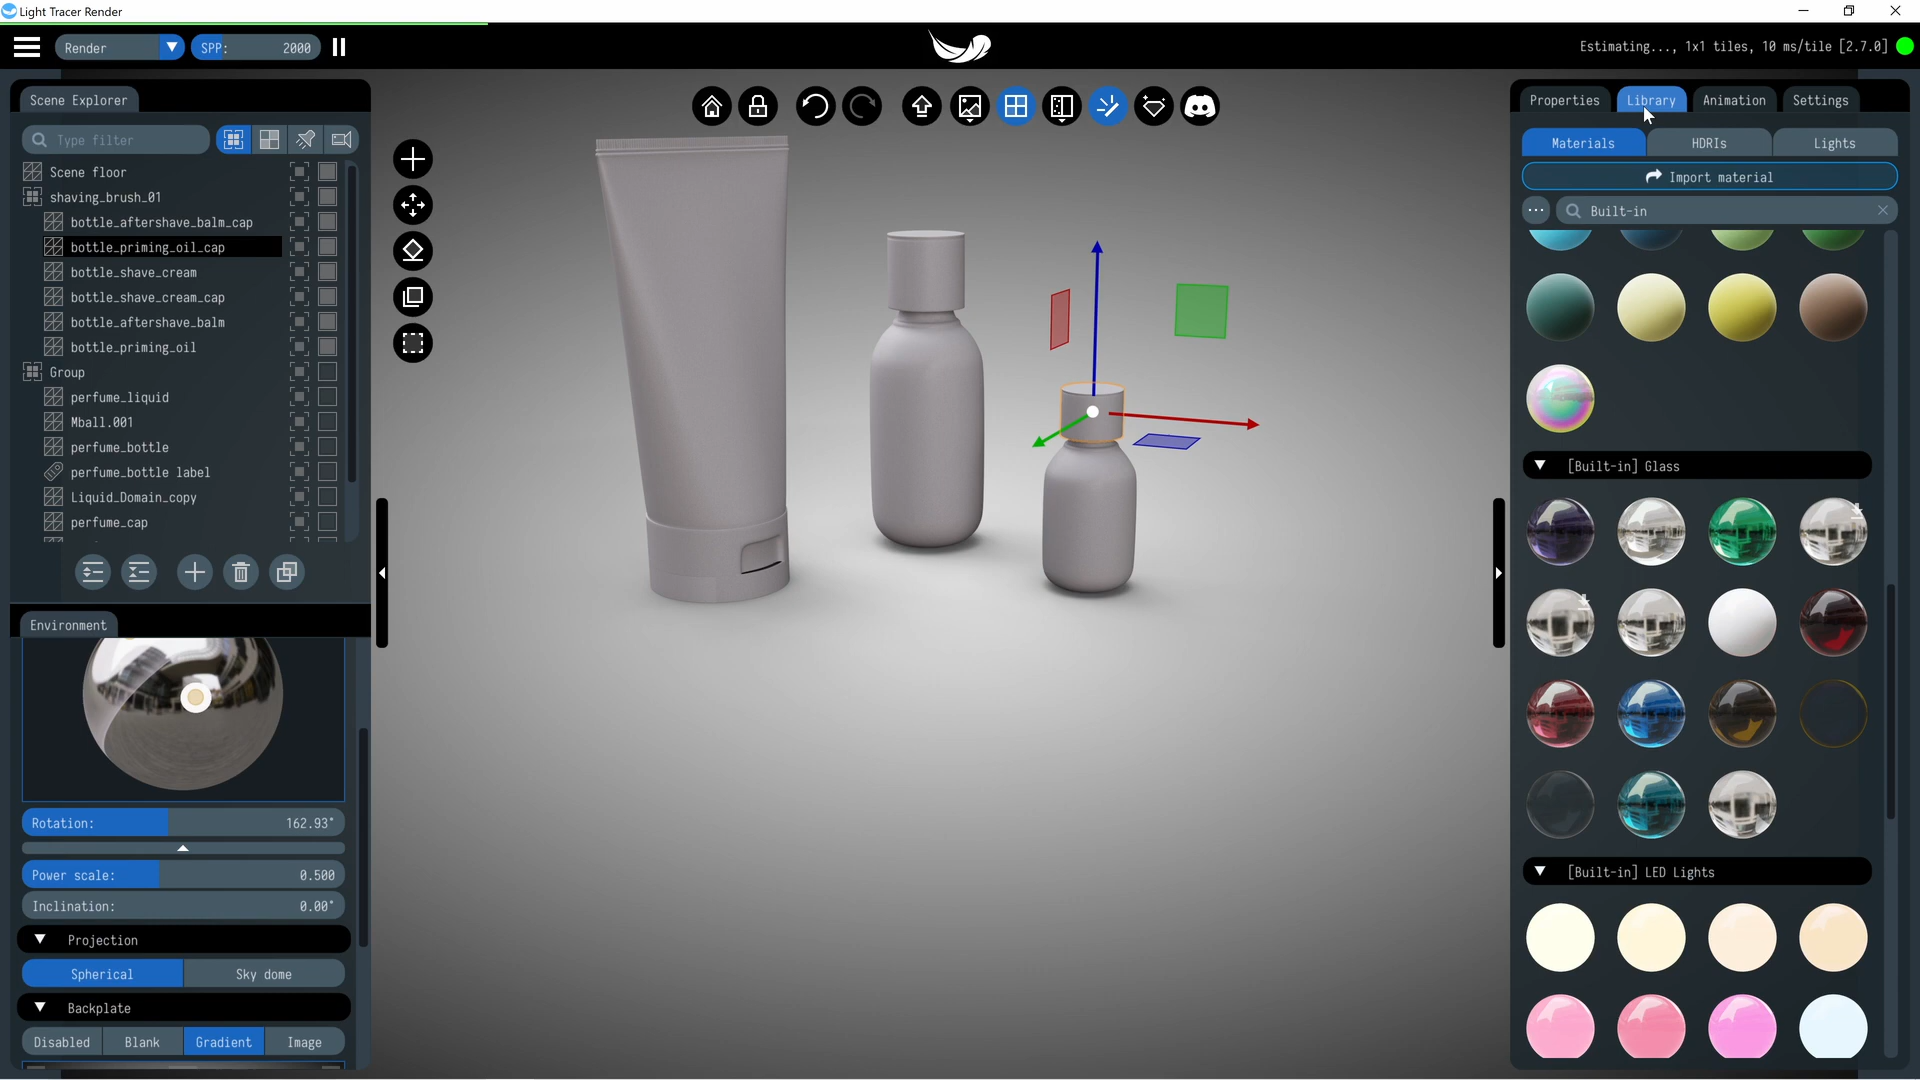 Light Tracer Render
Render
SPP: 2000
Estimating..., 1x1 tiles, 10 ms/tile [2.7.0]
Scene Explorer
Type filter
Scene floor
shaving_brush_01
bottle_aftershave_balm_cap
bottle_priming_oil_cap
bottle_shave_cream
bottle_shave_cream_cap
bottle_aftershave_balm
bottle_priming_oil
Group
perfume_liquid
Mball.001
perfume_bottle
perfume_bottle label
Liquid_Domain_copy
perfume_cap
Environment
Rotation: 162.93°
Power scale: 0.500
Inclination: 0.00°
Projection
Spherical Sky dome
Backplate
Disabled Blank Gradient Image
Properties Library Animation Settings
Materials HDRIs Lights
Import material
Built-in
[Built-in] Glass
[Built-in] LED Lights